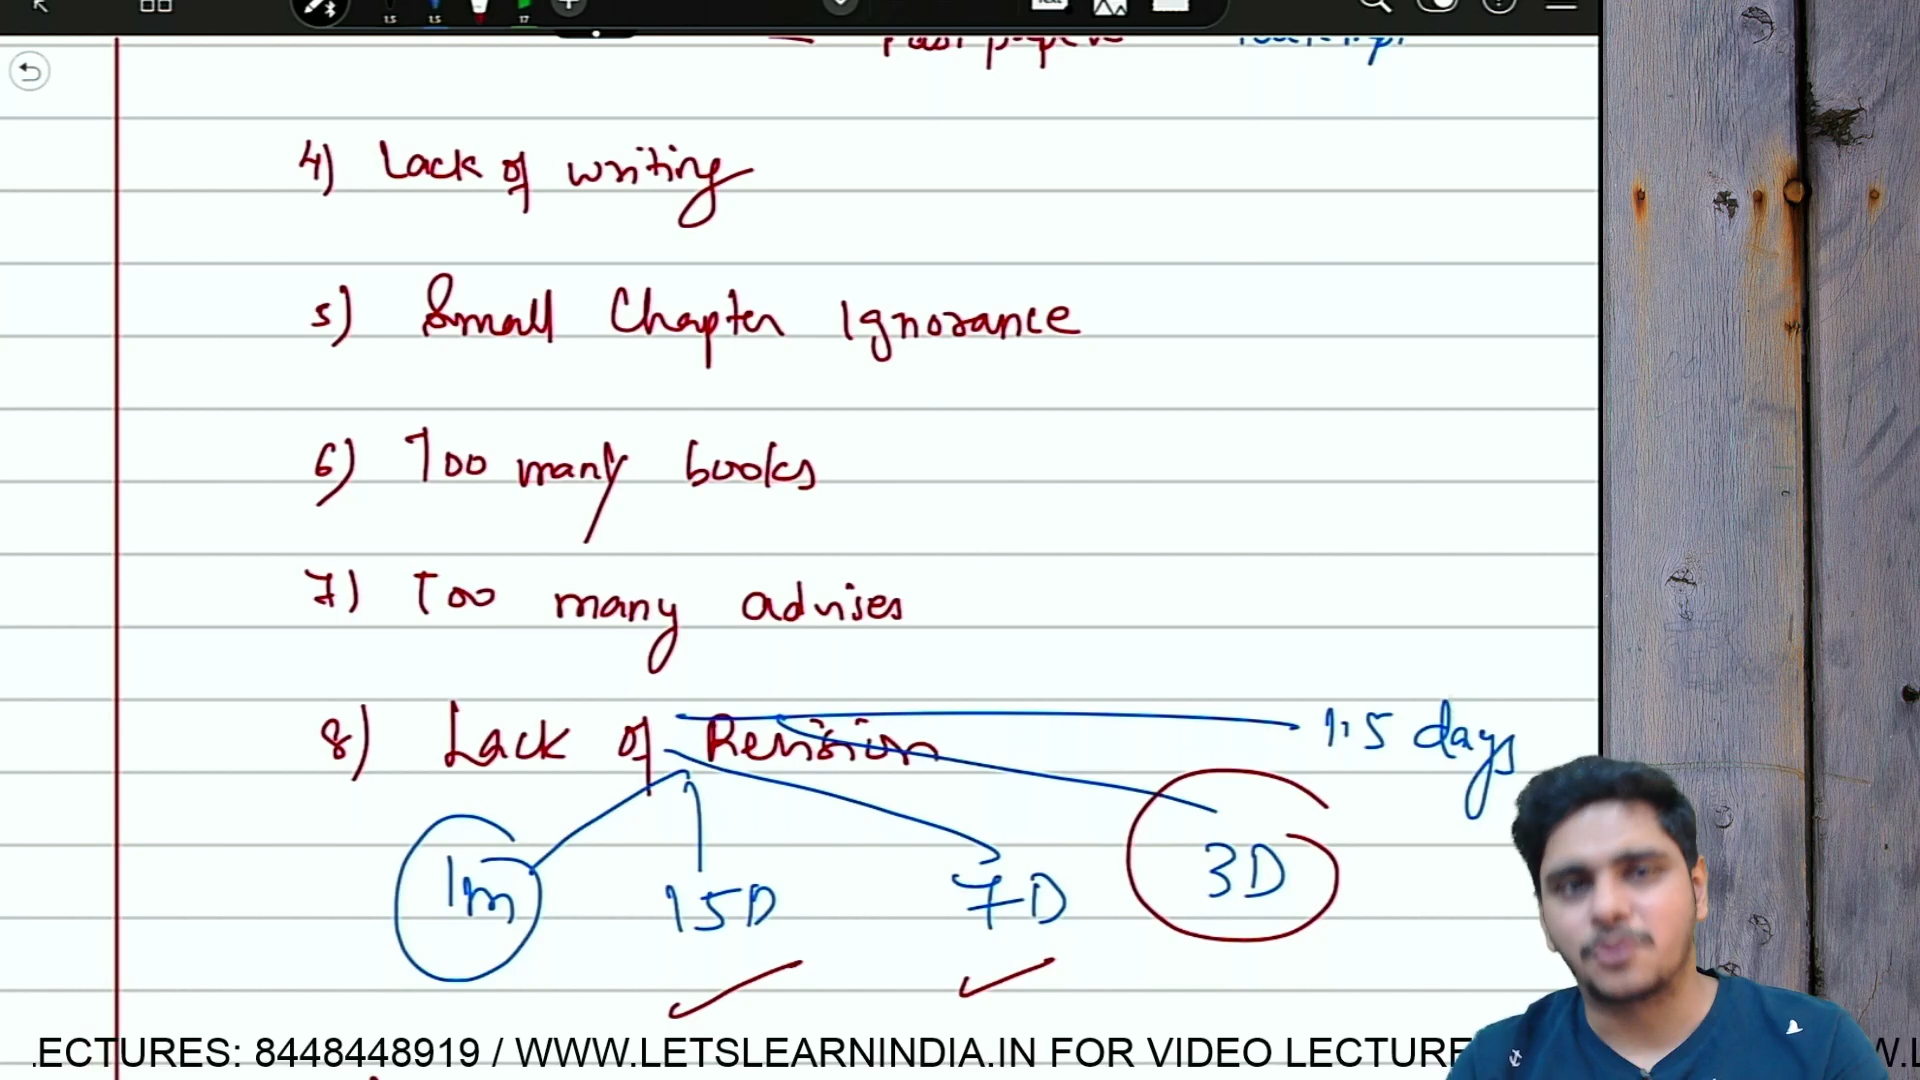 4) Lack of writing
5) Small Chapter Ignorance
6) Too many books
7) Too many advises
8) Lack of Revision
1.5 days
1m 15D 7D 3D
.ECTURES: 8448448919 / WWW.LETSLEARNINDIA.IN FOR VIDEO LECTURE